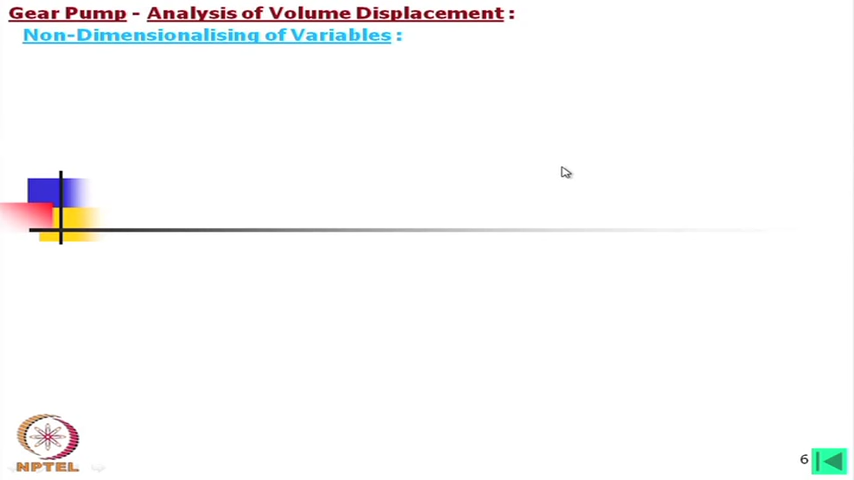 Gear Pump - Analysis of Volume Displacement :
Non-Dimensionalising of Variables :
NPTEL
6